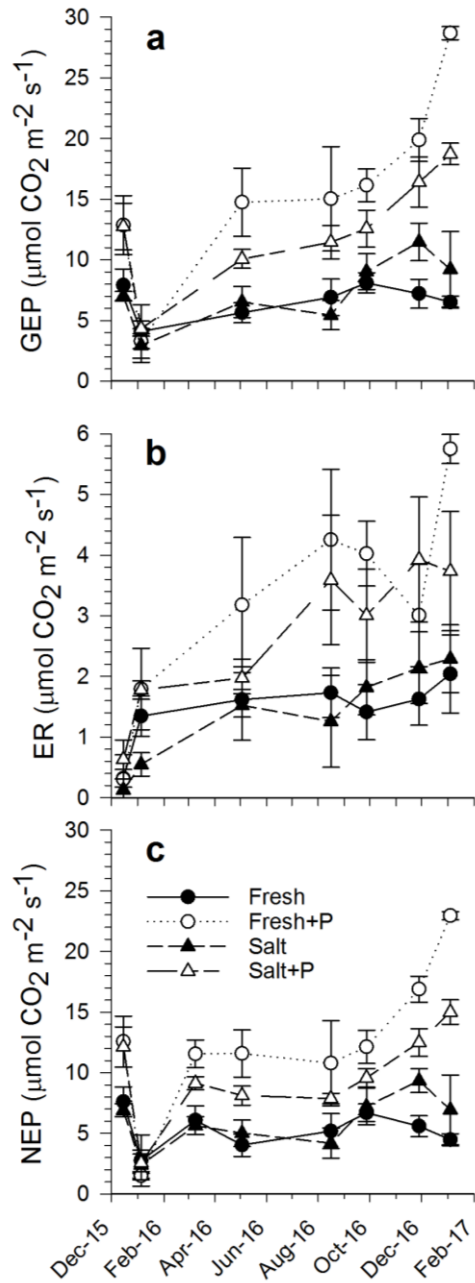 a
30
25
20
15
10
5
0
GEP (μmol CO₂ m⁻² s⁻¹)
b
6
5
4
3
2
1
0
ER (μmol CO₂ m⁻² s⁻¹)
c
30
25
20
15
10
5
0
NEP (μmol CO₂ m⁻² s⁻¹)
Fresh
Fresh+P
Salt
Salt+P
Dec-15
Feb-16
Apr-16
Jun-16
Aug-16
Oct-16
Dec-16
Feb-17